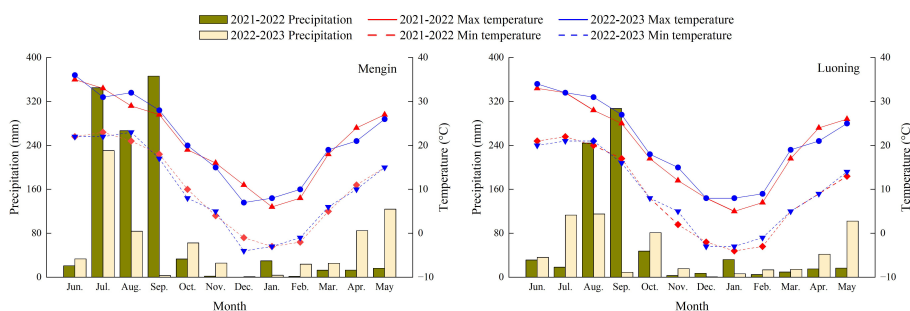 2021-2022 Precipitation 2021-2022 Max temperature 2022-2023 Max temperature
2022-2023 Precipitation 2021-2022 Min temperature 2022-2023 Min temperature
Mengin
Precipitation (mm)
400
320
240
160
80
0
40
30
20
10
0
−10
Temperature (°C)
Jun. Jul. Aug. Sep. Oct. Nov. Dec. Jan. Feb. Mar. Apr. May
Month
Luoning
Precipitation (mm)
400
320
240
160
80
0
40
30
20
10
0
−10
Temperature (°C)
Jun. Jul. Aug. Sep. Oct. Nov. Dec. Jan. Feb. Mar. Apr. May
Month